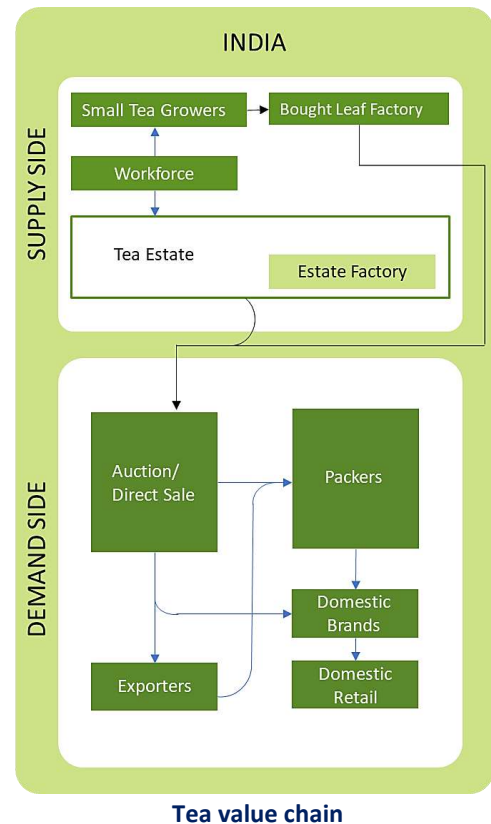 INDIA
SUPPLY SIDE
Small Tea Growers
Bought Leaf Factory
Workforce
Tea Estate
Estate Factory
DEMAND SIDE
Auction/
Direct Sale
Packers
Domestic
Brands
Exporters
Domestic
Retail
Tea value chain